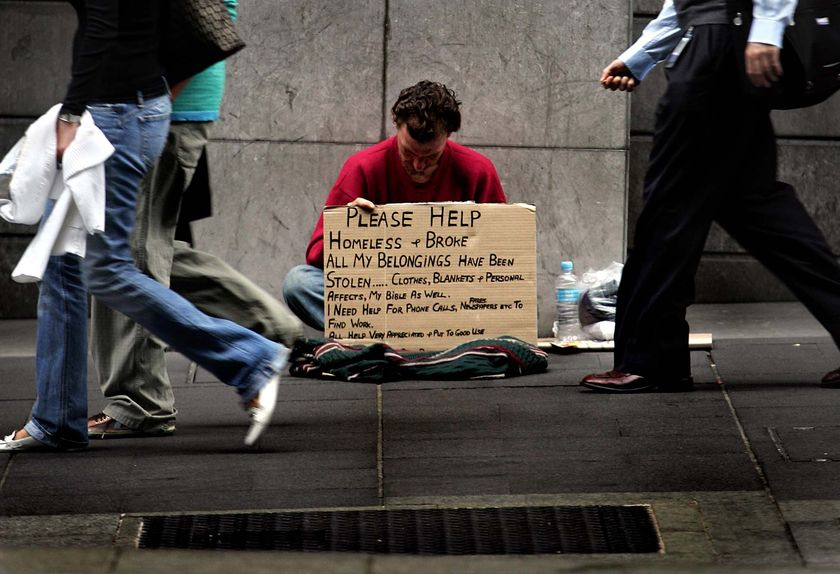 Please Help
Homeless + Broke
All My Belongings Have Been
Stolen..... Clothes, Blankets + Personal
Affects, My Bible As Well.
I Need Help For Phone Calls, Fares, Newspapers etc To
Find Work.
All Help Very Appreciated + Put To Good Use